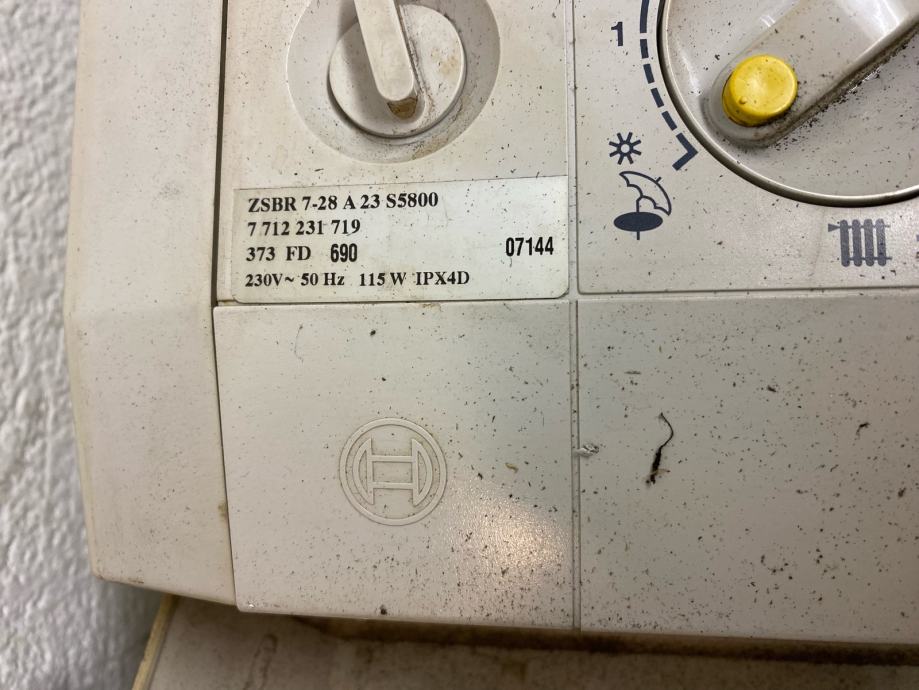 1
ZSBR 7-28 A 23 S5800
7 712 231 719
373 FD 690 07144
230V~ 50 Hz 115 W IPX4D